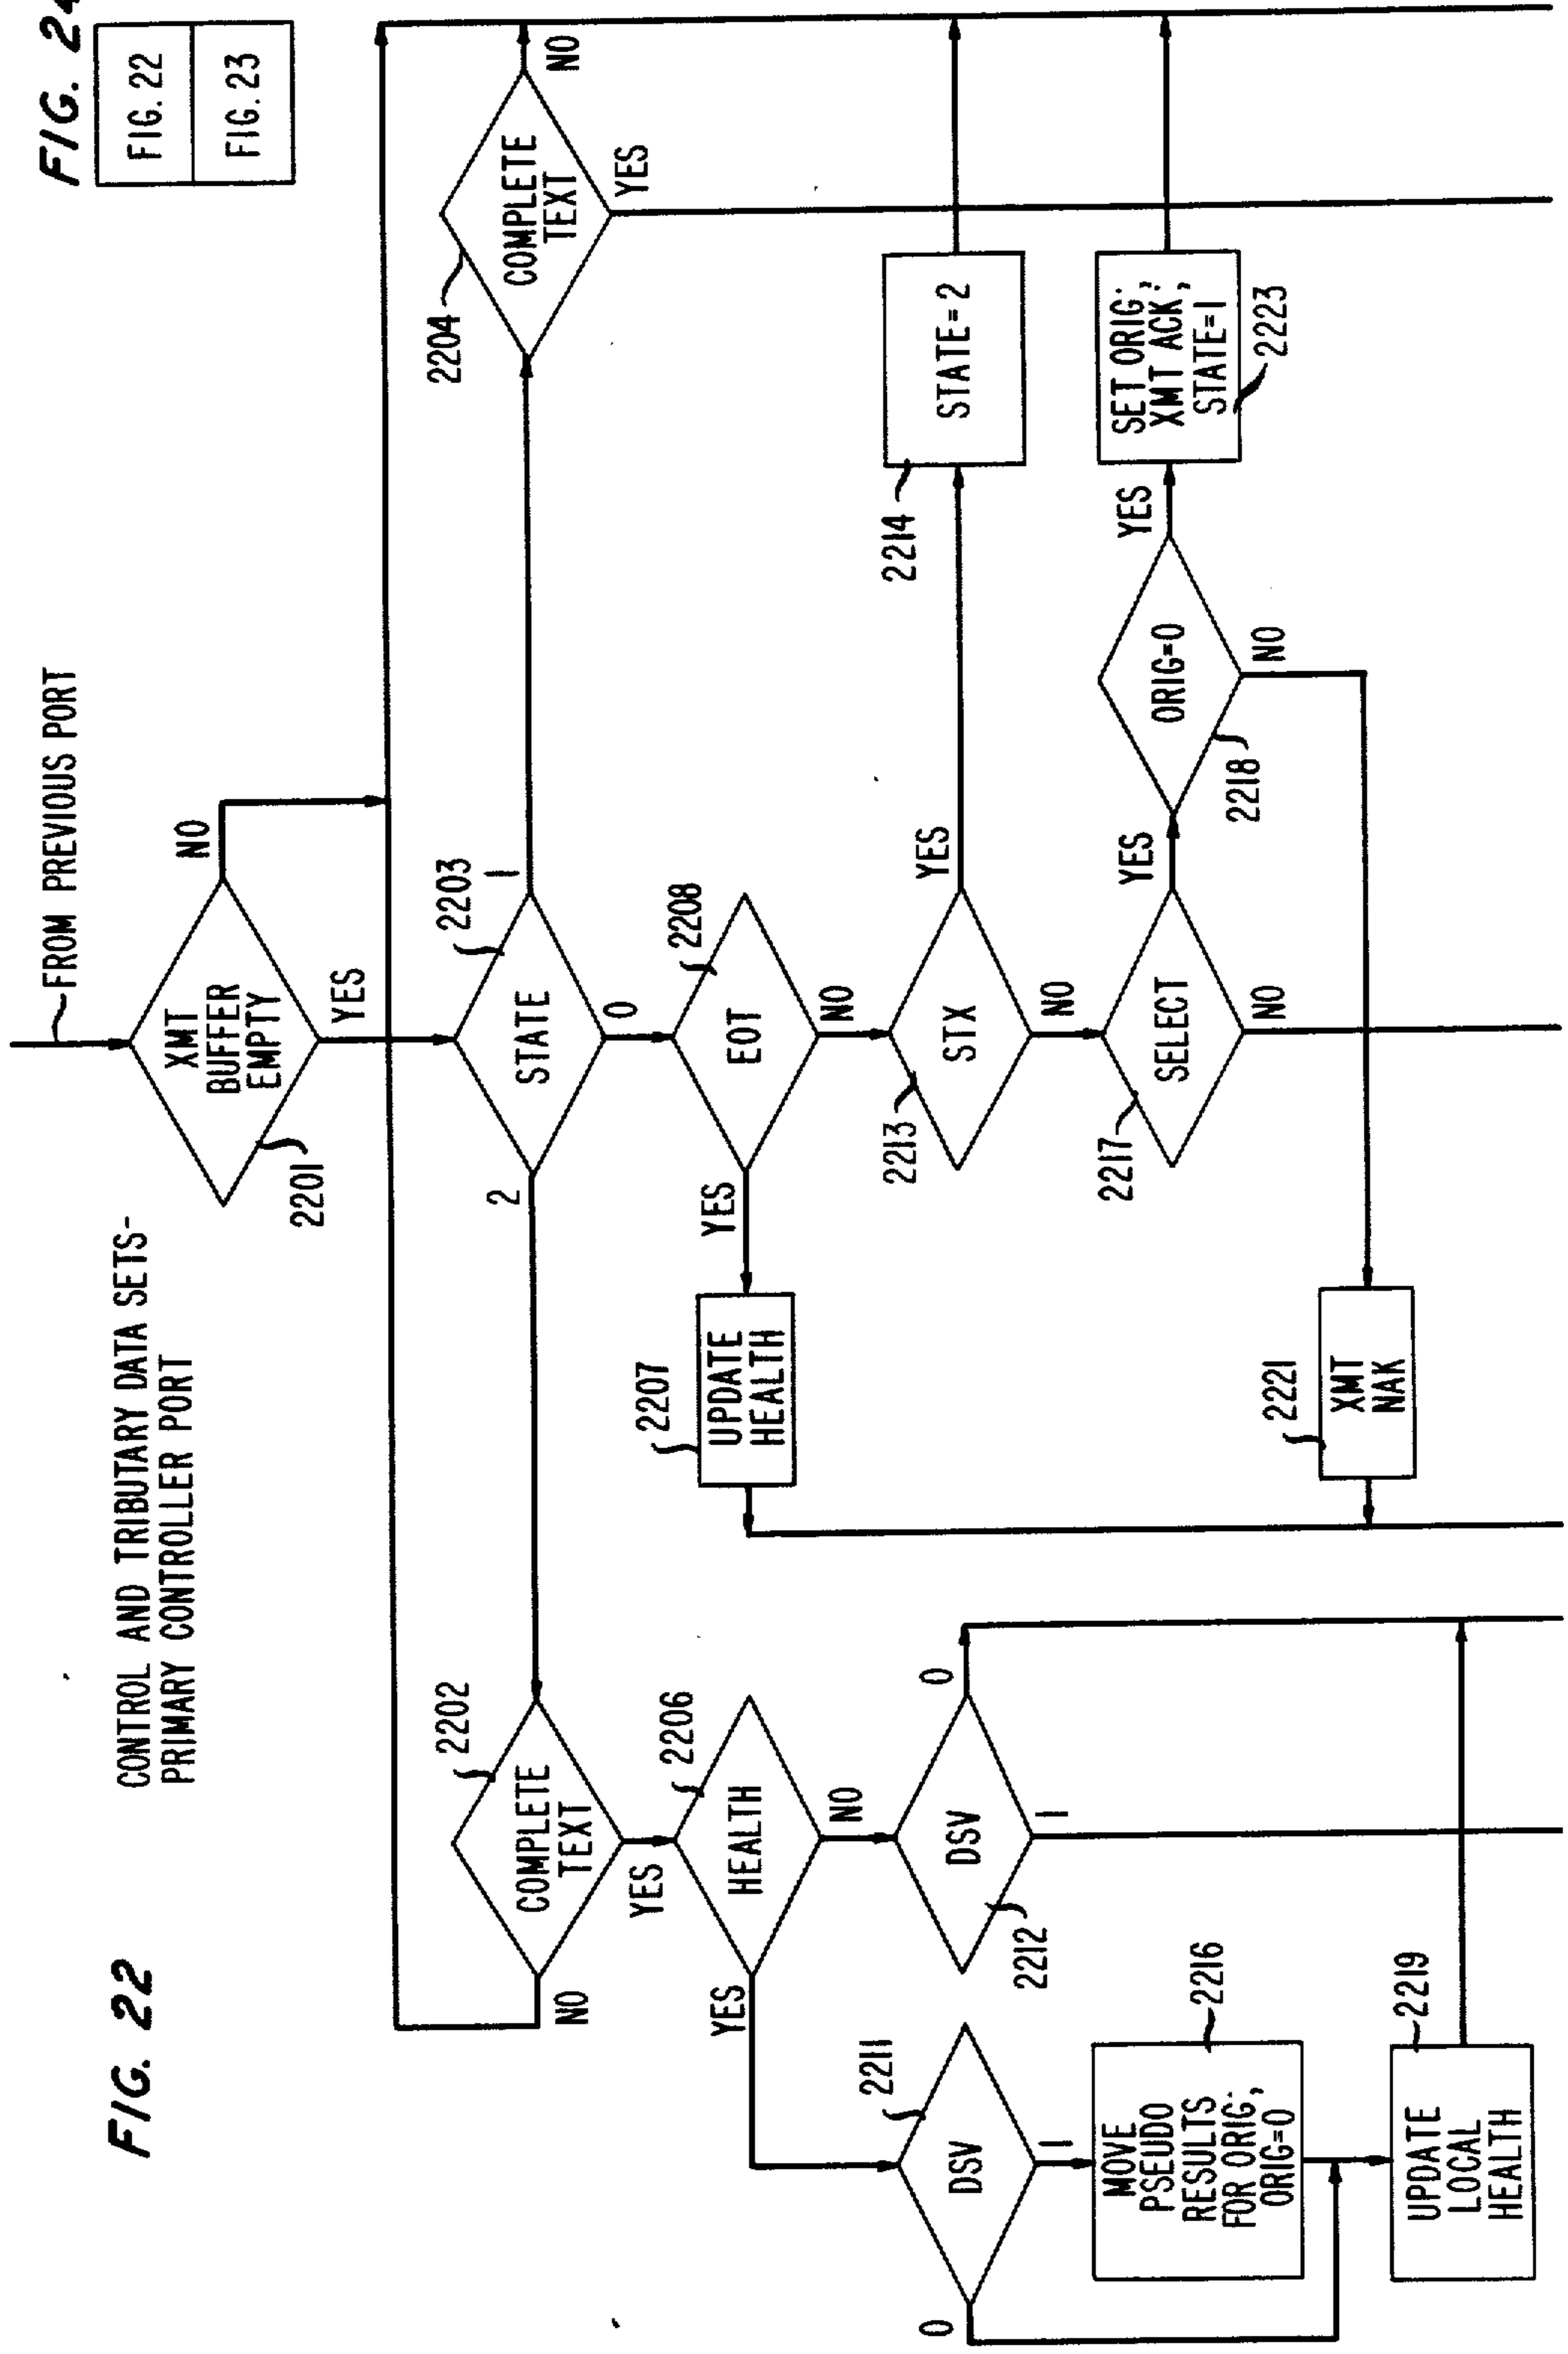 FIG. 22
CONTROL AND TRIBUTARY DATA SETS-
PRIMARY CONTROLLER PORT
FROM PREVIOUS PORT
FIG. 24
FIG. 22
FIG. 23
XMT
BUFFER
EMPTY
2201
NO
YES
2202
COMPLETE
TEXT
NO
YES
2
STATE
2203
1
0
2204
COMPLETE
TEXT
NO
YES
2206
HEALTH
YES
NO
2207
UPDATE
HEALTH
YES
EOT
2208
NO
2211
DSV
0
1
DSV
2212
0
1
2213
STX
YES
NO
2214
STATE=2
MOVE
PSEUDO
RESULTS
FOR ORIG;
ORIG=0
2216
2217
SELECT
YES
NO
ORIG=0
2218
YES
NO
SET ORIG;
XMT ACK;
STATE=1
2223
UPDATE
LOCAL
HEALTH
2219
2221
XMT
NAK